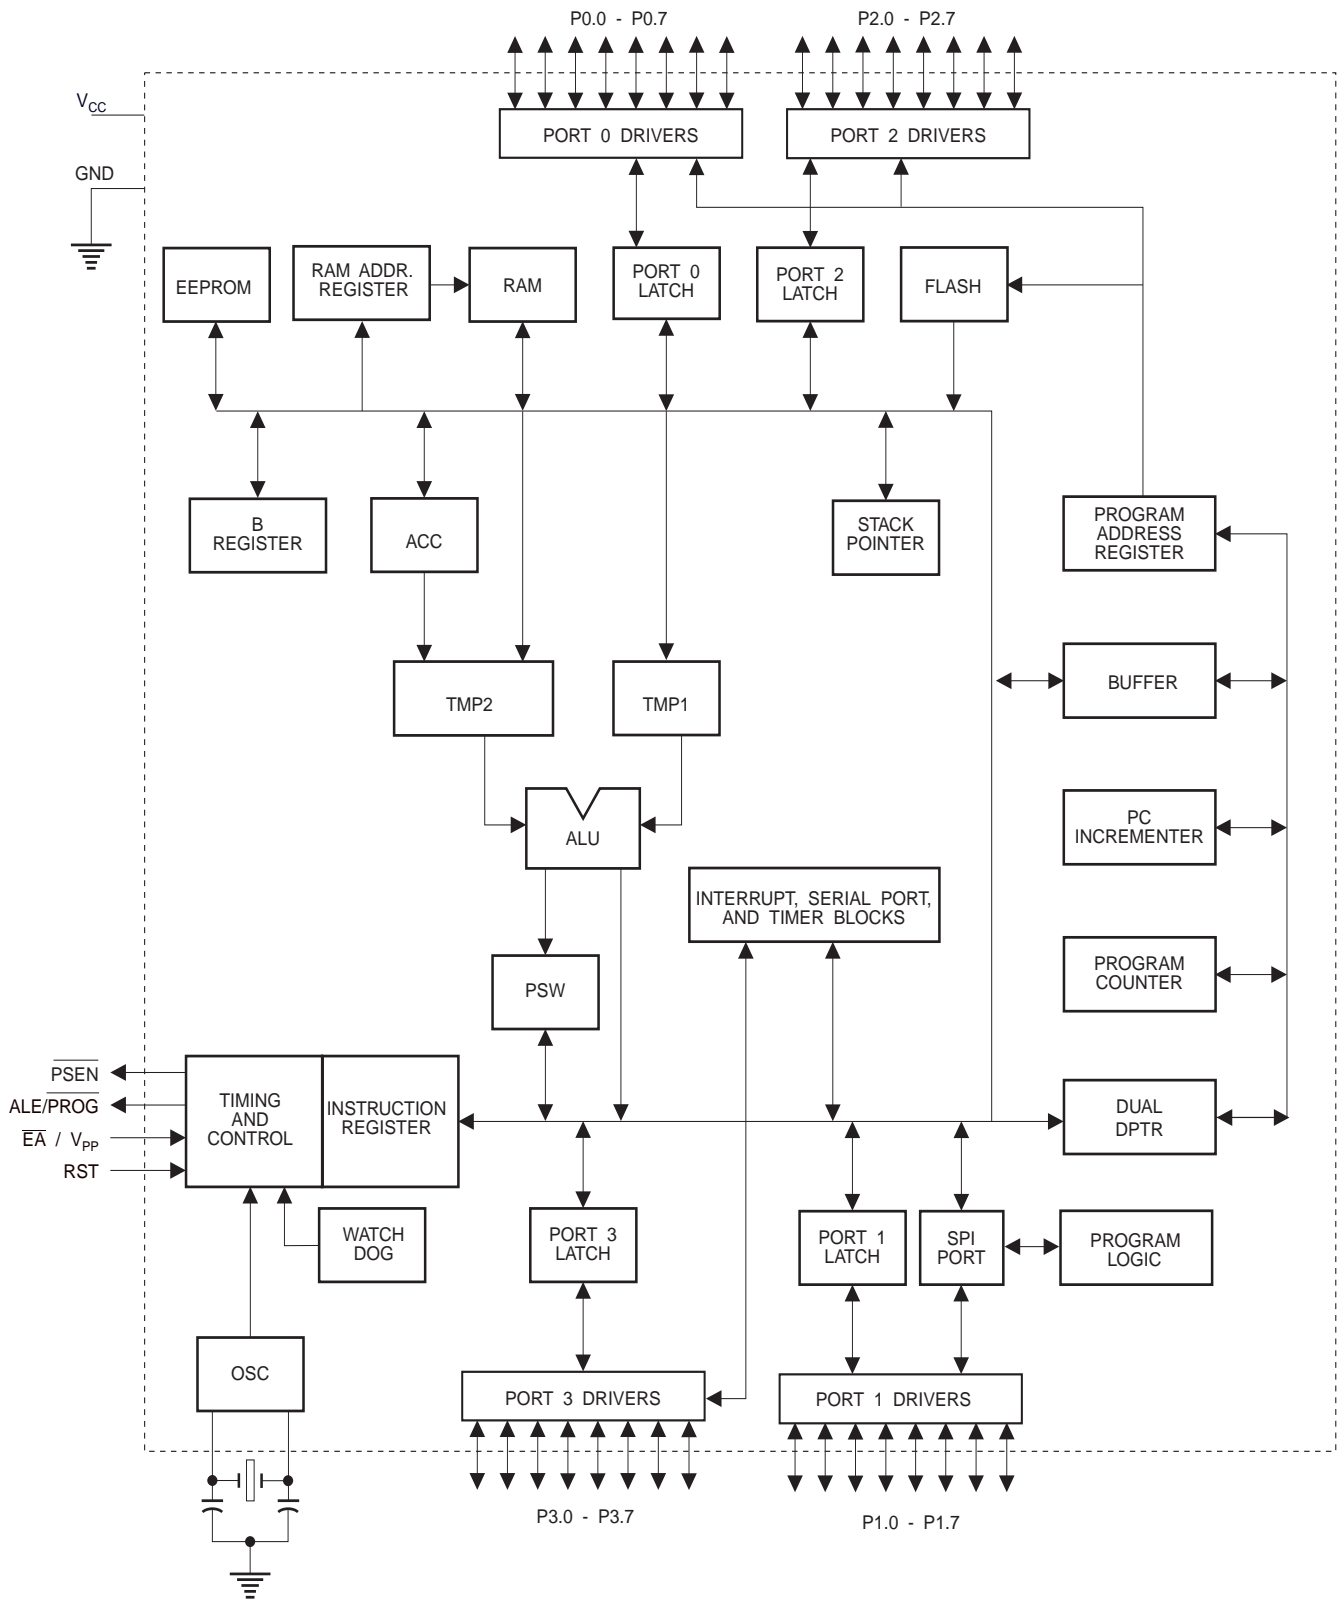 P0.0 - P0.7
P2.0 - P2.7
VCC
PORT 0 DRIVERS
PORT 2 DRIVERS
GND
EEPROM
RAM ADDR.
REGISTER
RAM
PORT 0
LATCH
PORT 2
LATCH
FLASH
B
REGISTER
ACC
STACK
POINTER
PROGRAM
ADDRESS
REGISTER
BUFFER
TMP2
TMP1
ALU
PC
INCREMENTER
INTERRUPT, SERIAL PORT,
AND TIMER BLOCKS
PROGRAM
COUNTER
PSW
PSEN
ALE/PROG
EA / VPP
RST
TIMING
AND
CONTROL
INSTRUCTION
REGISTER
DUAL
DPTR
WATCH
DOG
PORT 3
LATCH
PORT 1
LATCH
SPI
PORT
PROGRAM
LOGIC
OSC
PORT 3 DRIVERS
PORT 1 DRIVERS
P3.0 - P3.7
P1.0 - P1.7